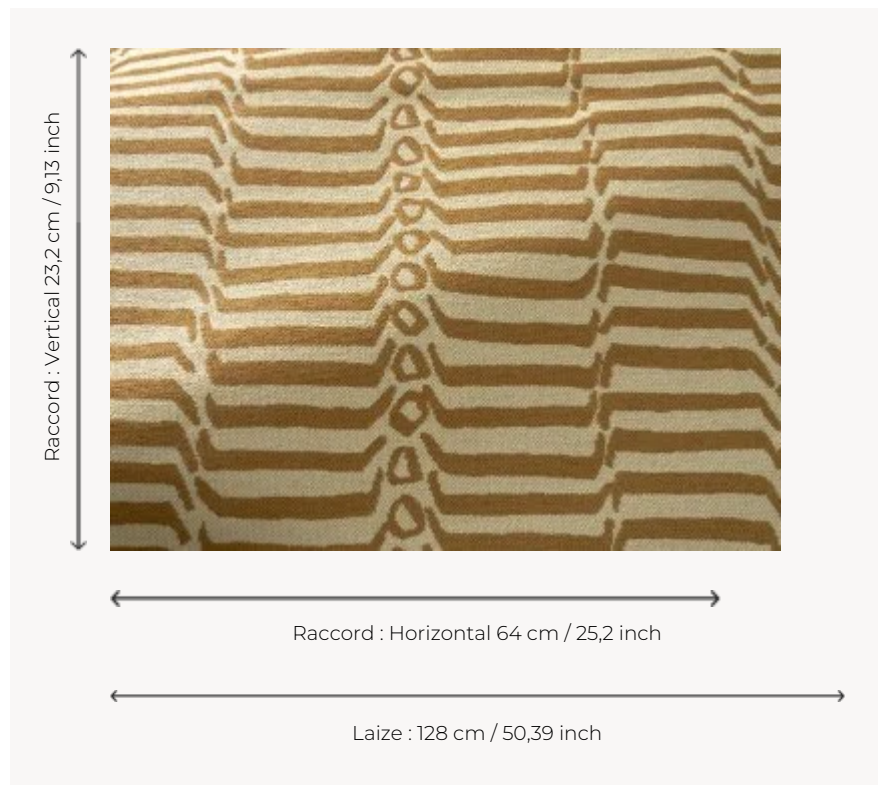 Raccord : Vertical 23,2 cm / 9,13 inch
Raccord : Horizontal 64 cm / 25,2 inch
Laize : 128 cm / 50,39 inch